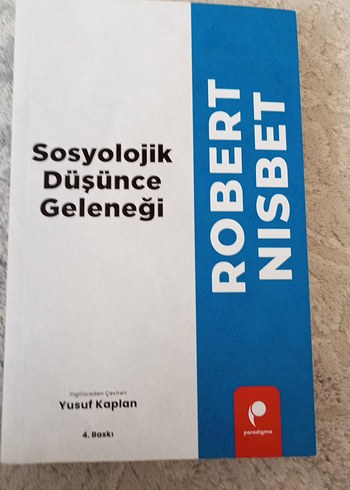 Sosyolojik
Düşünce
Geleneği
ROBERT
NISBET
İngilizceden Çeviren
Yusuf Kaplan
4. Baskı
paradigma